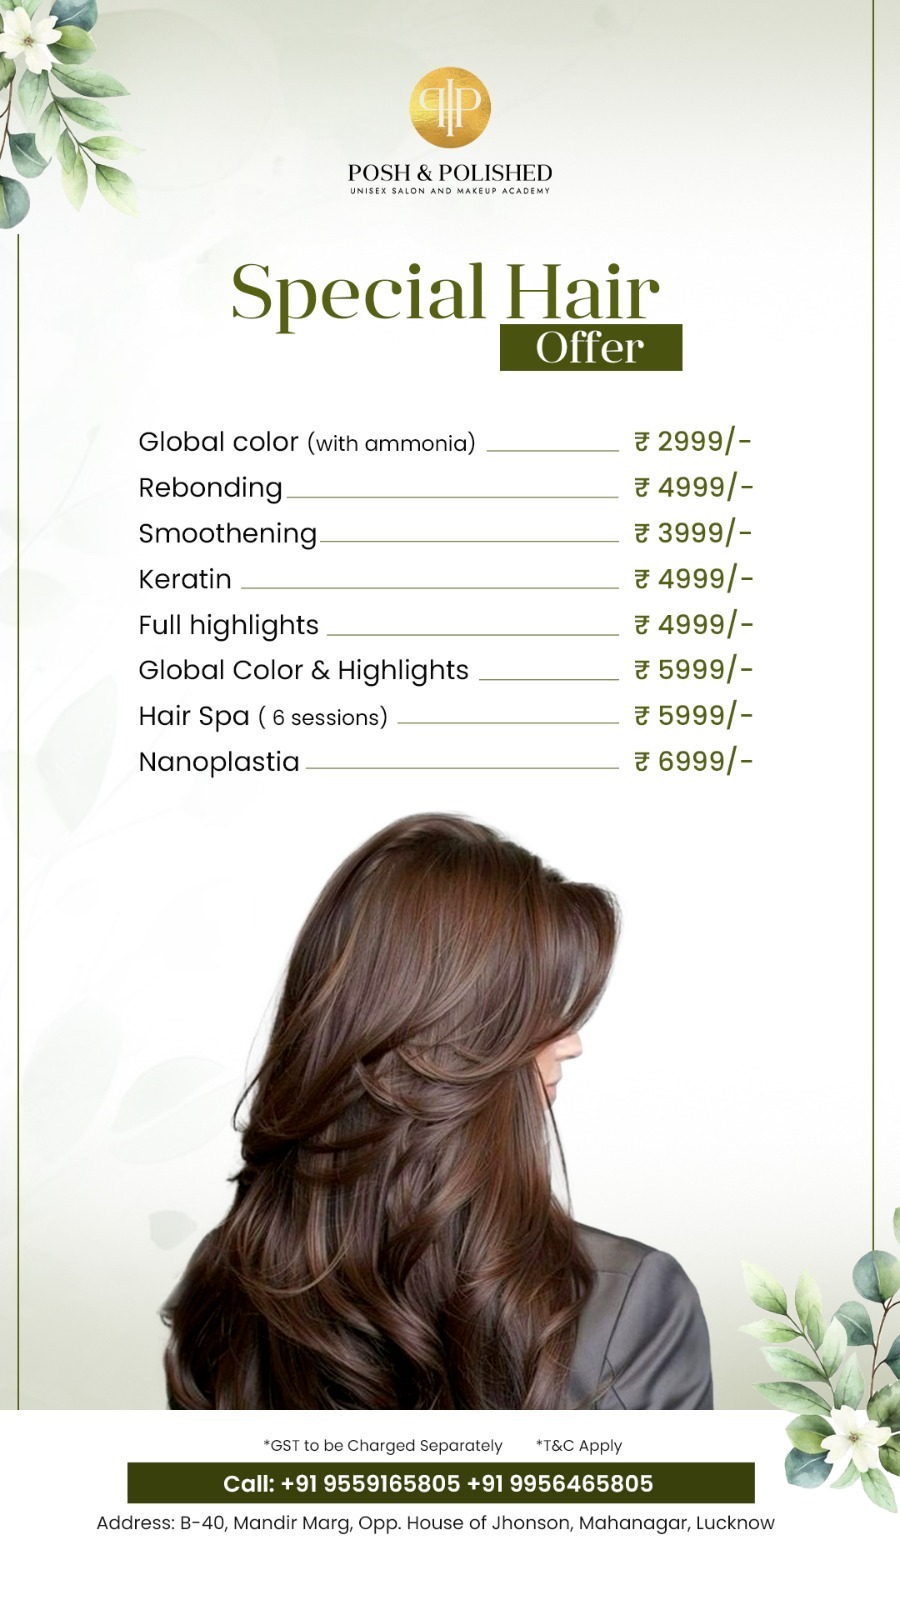 PHP
POSH & POLISHED
UNISEX SALON AND MAKEUP ACADEMY
Special Hair
Offer
Global color (with ammonia) ₹ 2999/-
Rebonding ₹ 4999/-
Smoothening ₹ 3999/-
Keratin ₹ 4999/-
Full highlights ₹ 4999/-
Global Color & Highlights ₹ 5999/-
Hair Spa ( 6 sessions) ₹ 5999/-
Nanoplastia ₹ 6999/-
*GST to be Charged Separately *T&C Apply
Call: +91 9559165805 +91 9956465805
Address: B-40, Mandir Marg, Opp. House of Jhonson, Mahanagar, Lucknow